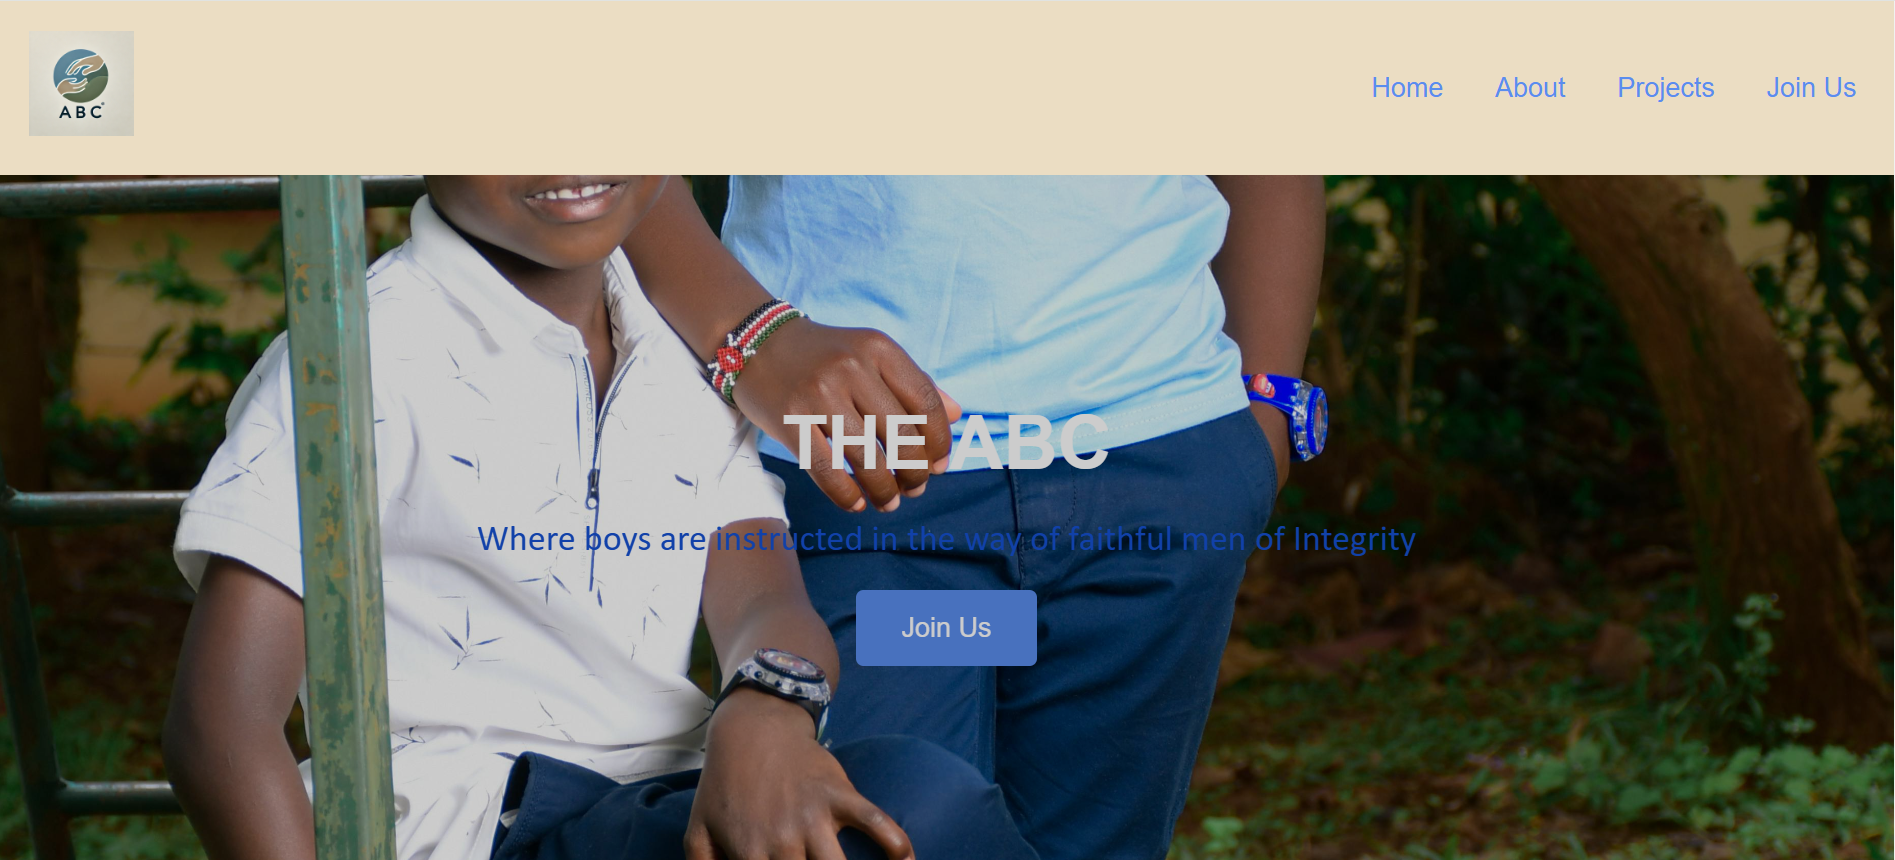 ABC
Home About Projects Join Us
THE ABC
Where boys are instructed in the way of faithful men of Integrity
Join Us